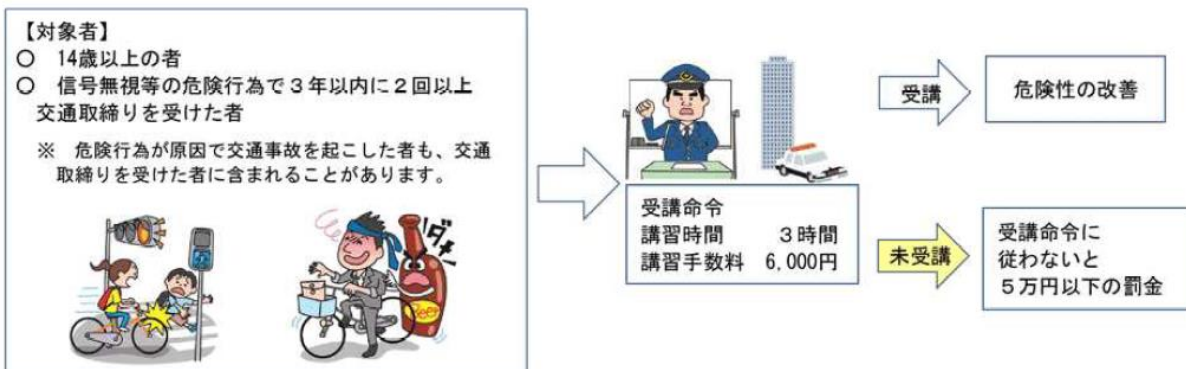 【対象者】
○ 14歳以上の者
○ 信号無視等の危険行為で３年以内に２回以上
交通取締りを受けた者
※ 危険行為が原因で交通事故を起こした者も、交通
取締りを受けた者に含まれることがあります。
ダメ
Beer
受講命令
講習時間 ３時間
講習手数料 6,000円
受講
危険性の改善
未受講
受講命令に
従わないと
５万円以下の罰金